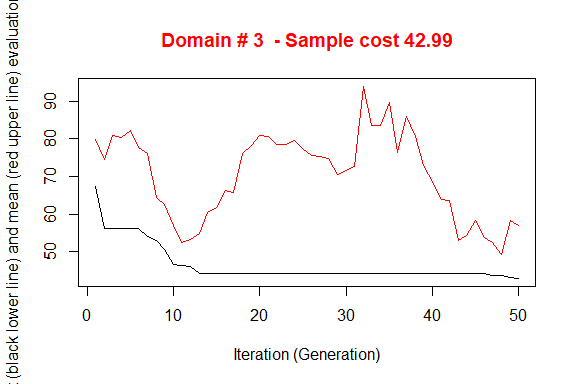 Domain # 3 - Sample cost 42.99
(black lower line) and mean (red upper line) evaluation
90
80
70
60
50
0 10 20 30 40 50
Iteration (Generation)